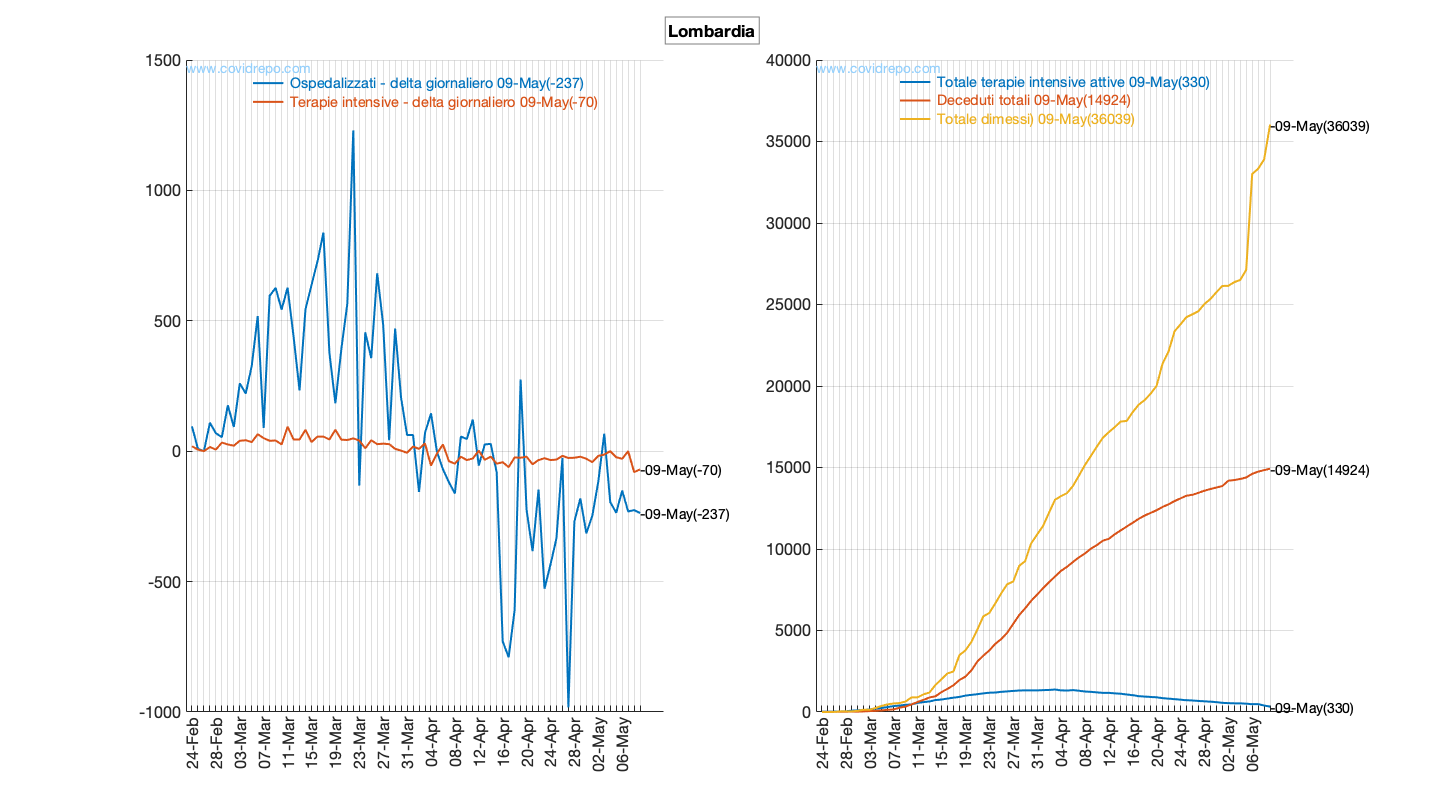 Lombardia
1500
1000
500
0
-500
-1000
www.covidrepo.com
Ospedalizzati - delta giornaliero 09-May(-237)
Terapie intensive - delta giornaliero 09-May(-70)
-09-May(-70)
-09-May(-237)
24-Feb
28-Feb
03-Mar
07-Mar
11-Mar
15-Mar
19-Mar
23-Mar
27-Mar
31-Mar
04-Apr
08-Apr
12-Apr
16-Apr
20-Apr
24-Apr
28-Apr
02-May
06-May
40000
35000
30000
25000
20000
15000
10000
5000
0
www.covidrepo.com
Totale terapie intensive attive 09-May(330)
Deceduti totali 09-May(14924)
Totale dimessi) 09-May(36039)
-09-May(36039)
-09-May(14924)
-09-May(330)
24-Feb
28-Feb
03-Mar
07-Mar
11-Mar
15-Mar
19-Mar
23-Mar
27-Mar
31-Mar
04-Apr
08-Apr
12-Apr
16-Apr
20-Apr
24-Apr
28-Apr
02-May
06-May